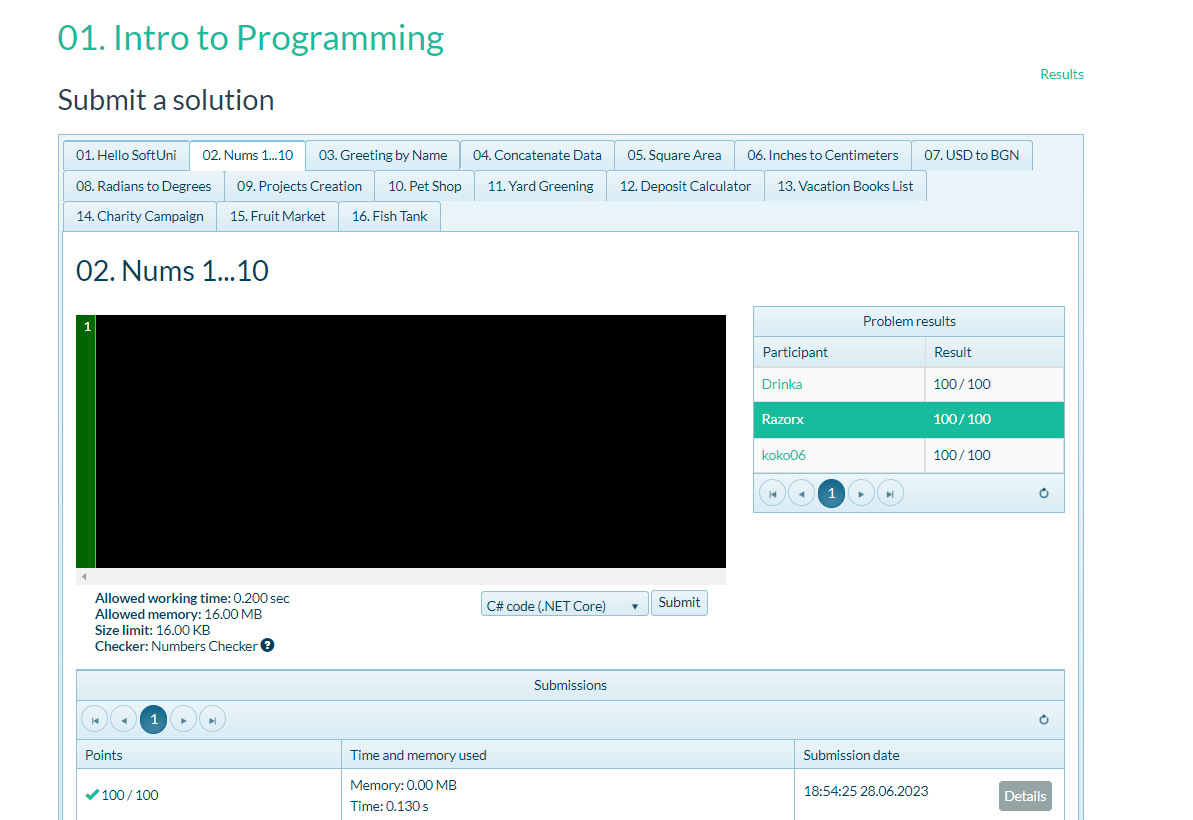 01. Intro to Programming
Results
Submit a solution
01. Hello SoftUni 02. Nums 1...10 03. Greeting by Name 04. Concatenate Data 05. Square Area 06. Inches to Centimeters 07. USD to BGN
08. Radians to Degrees 09. Projects Creation 10. Pet Shop 11. Yard Greening 12. Deposit Calculator 13. Vacation Books List
14. Charity Campaign 15. Fruit Market 16. Fish Tank
02. Nums 1...10
1
Problem results
Participant Result
Drinka 100 / 100
Razorx 100 / 100
koko06 100 / 100
1
Allowed working time: 0.200 sec
Allowed memory: 16.00 MB
Size limit: 16.00 KB
Checker: Numbers Checker ?
C# code (.NET Core) Submit
Submissions
1
Points Time and memory used Submission date
100 / 100 Memory: 0.00 MB 18:54:25 28.06.2023 Details
Time: 0.130 s